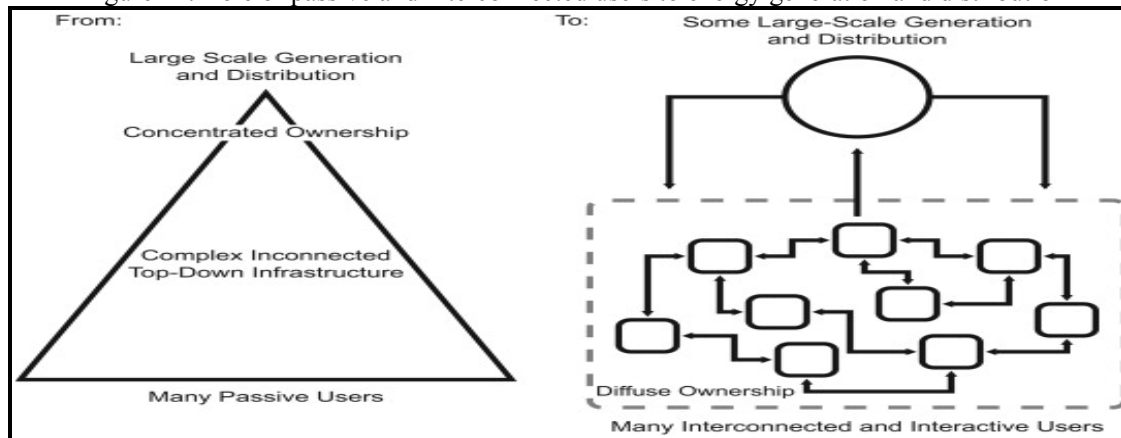 From:
Large Scale Generation
and Distribution
Concentrated Ownership
Complex Inconnected
Top-Down Infrastructure
Many Passive Users
To:
Some Large-Scale Generation
and Distribution
Diffuse Ownership
Many Interconnected and Interactive Users